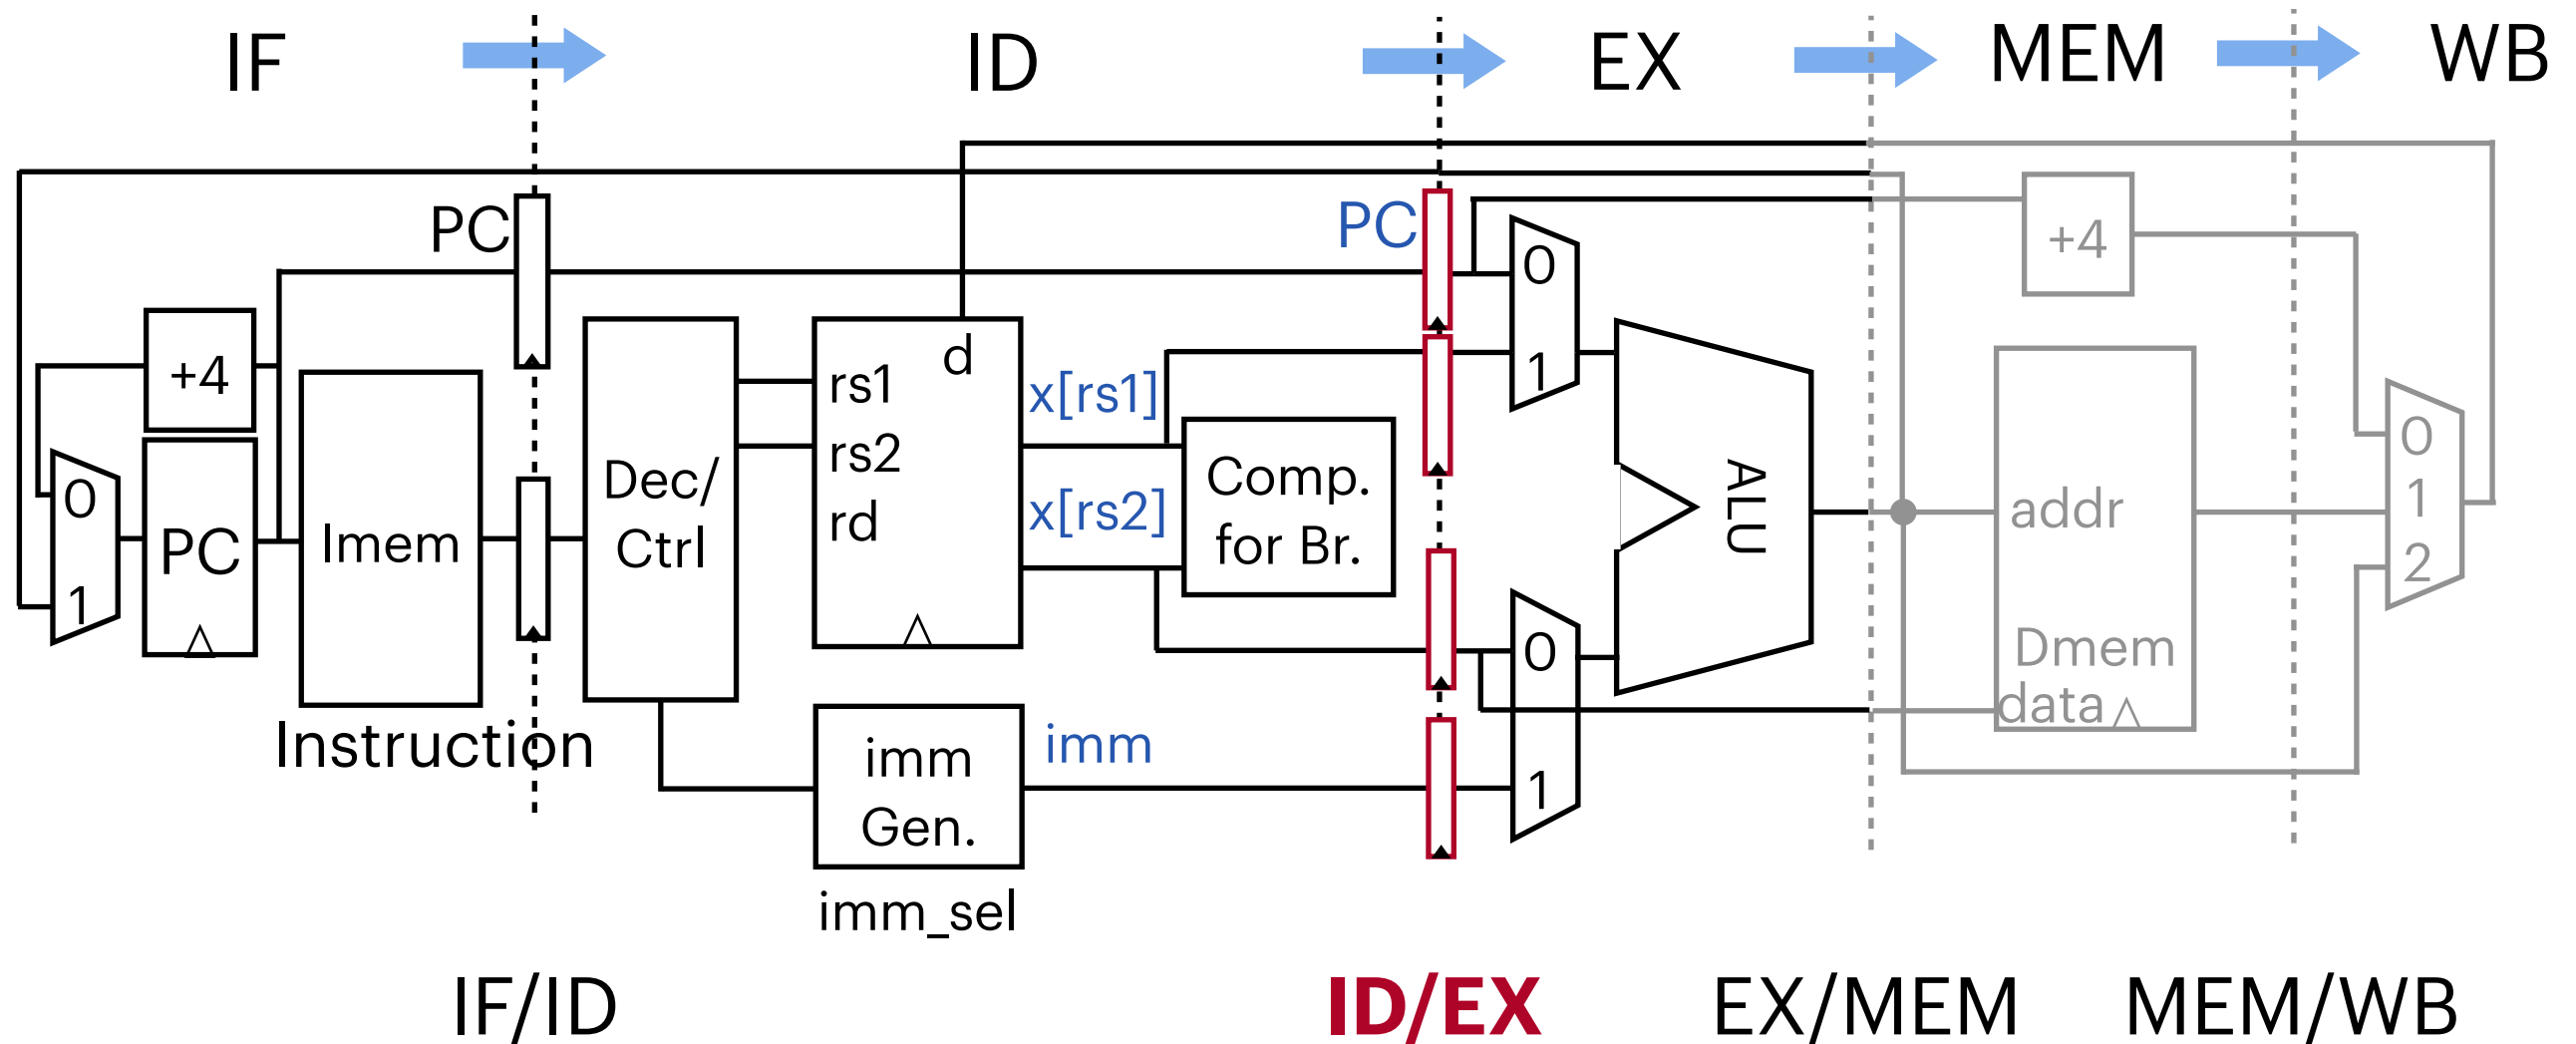 IF
ID
EX
MEM
WB
PC
PC
+4
0
1
PC
Imem
Instruction
Dec/
Ctrl
d
rs1
rs2
rd
x[rs1]
x[rs2]
Comp.
for Br.
imm
Gen.
imm
imm_sel
0
1
0
1
ALU
+4
addr
Dmem
data
0
1
2
IF/ID
ID/EX
EX/MEM
MEM/WB